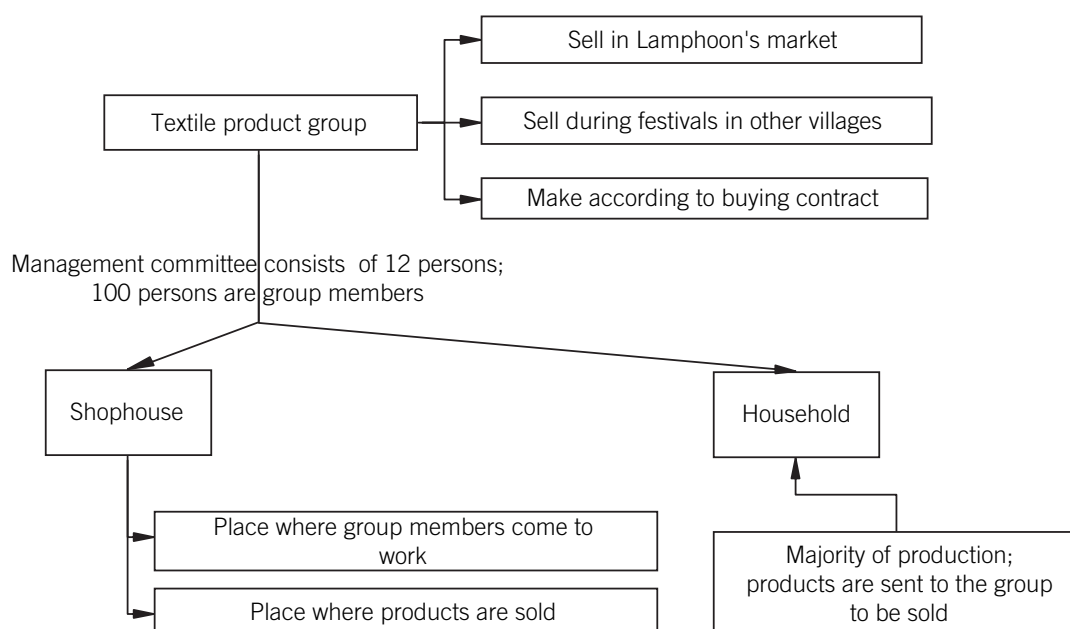 Sell in Lamphoon's market
Textile product group
Sell during festivals in other villages
Make according to buying contract
Management committee consists of 12 persons;
100 persons are group members
Shophouse
Household
Place where group members come to
work
Place where products are sold
Majority of production;
products are sent to the group
to be sold